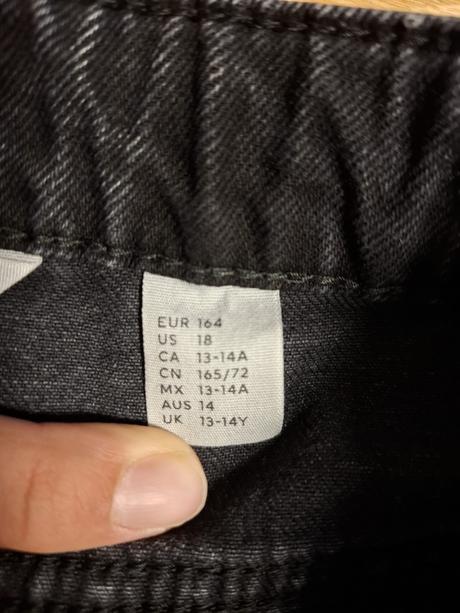 EUR 164
US 18
CA 13-14A
CN 165/72
MX 13-14A
AUS 14
UK 13-14Y